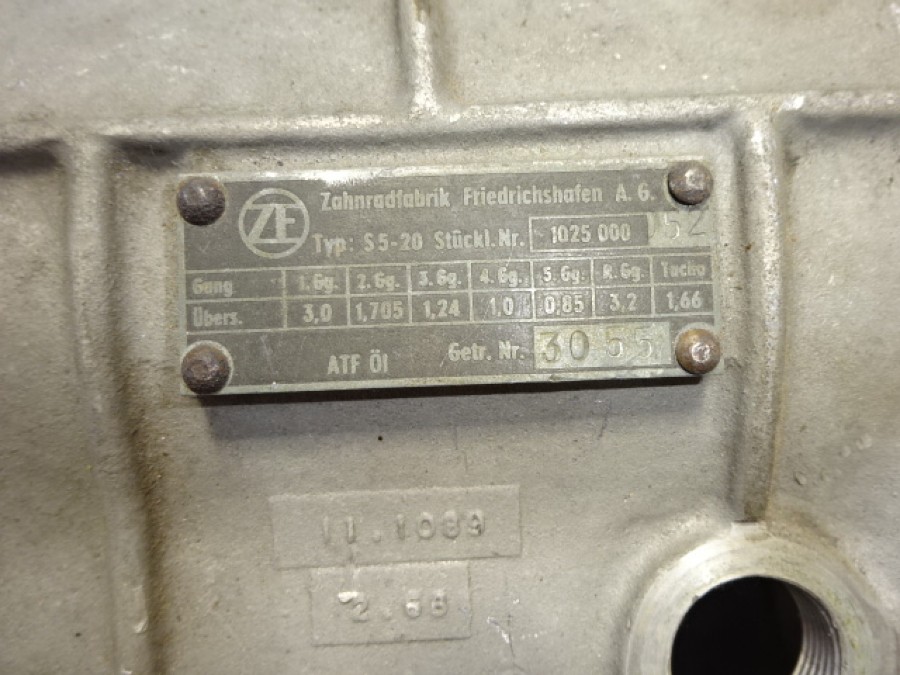 ZF Zahnradfabrik Friedrichshafen A. G.
Typ: S5-20 Stückl. Nr. 1025 000 052
Gang 1. Gg. 2. Gg. 3. Gg. 4. Gg. 5. Gg. R. Gg. Tacho
Übers. 3,0 1,705 1,24 1,0 0,85 3,2 1,66
ATF Öl Getr. Nr. 3055
11.1089
2.68